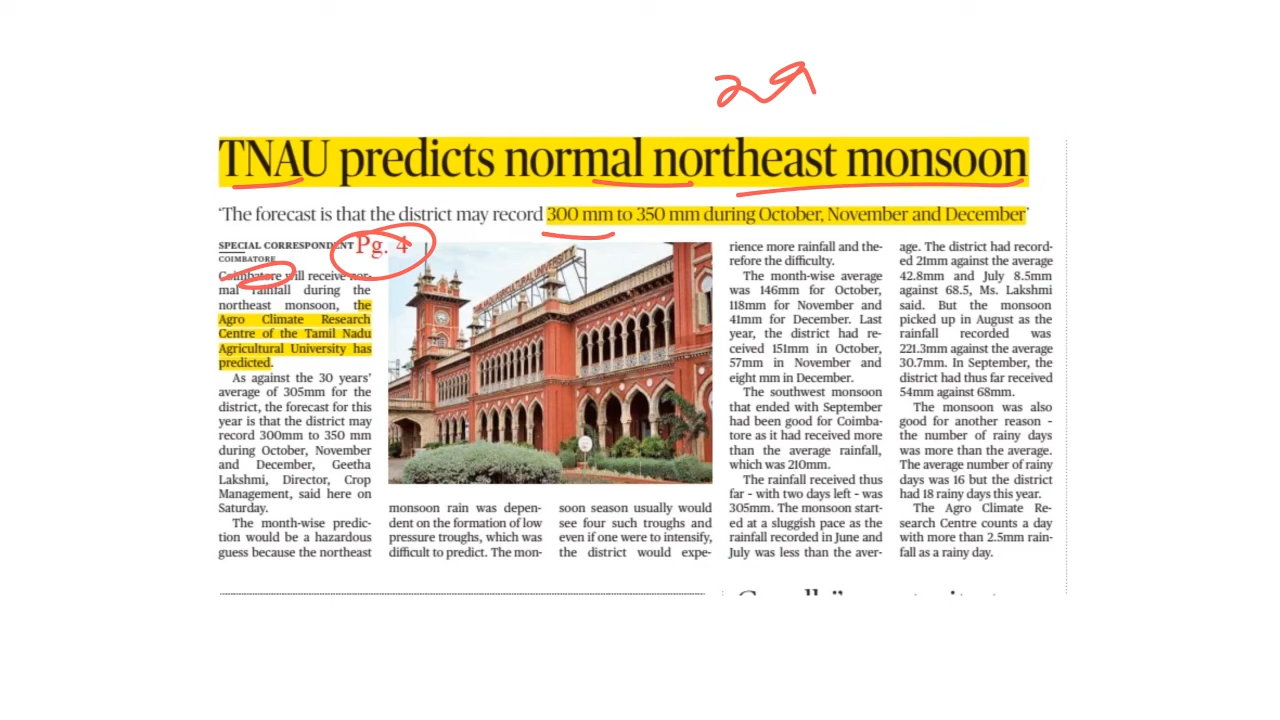 29
TNAU predicts normal northeast monsoon
‘The forecast is that the district may record 300 mm to 350 mm during October, November and December’
SPECIAL CORRESPONDENT
Pg. 4
COIMBATORE
Coimbatore will receive nor-
mal rainfall during the
northeast monsoon, the
Agro Climate Research
Centre of the Tamil Nadu
Agricultural University has
predicted.
As against the 30 years’
average of 305mm for the
district, the forecast for this
year is that the district may
record 300mm to 350 mm
during October, November
and December, Geetha
Lakshmi, Director, Crop
Management, said here on
Saturday.
The month-wise predic-
tion would be a hazardous
guess because the northeast
TAMIL NADU AGRICULTURAL UNIVERSITY
monsoon rain was depen-
dent on the formation of low
pressure troughs, which was
difficult to predict. The mon-
soon season usually would
see four such troughs and
even if one were to intensify,
the district would expe-
rience more rainfall and the-
refore the difficulty.
The month-wise average
was 146mm for October,
118mm for November and
41mm for December. Last
year, the district had re-
ceived 151mm in October,
57mm in November and
eight mm in December.
The southwest monsoon
that ended with September
had been good for Coimba-
tore as it had received more
than the average rainfall,
which was 210mm.
The rainfall received thus
far - with two days left - was
305mm. The monsoon start-
ed at a sluggish pace as the
rainfall recorded in June and
July was less than the aver-
age. The district had record-
ed 21mm against the average
42.8mm and July 8.5mm
against 68.5, Ms. Lakshmi
said. But the monsoon
picked up in August as the
rainfall recorded was
221.3mm against the average
30.7mm. In September, the
district had thus far received
54mm against 68mm.
The monsoon was also
good for another reason -
the number of rainy days
was more than the average.
The average number of rainy
days was 16 but the district
had 18 rainy days this year.
The Agro Climate Re-
search Centre counts a day
with more than 2.5mm rain-
fall as a rainy day.